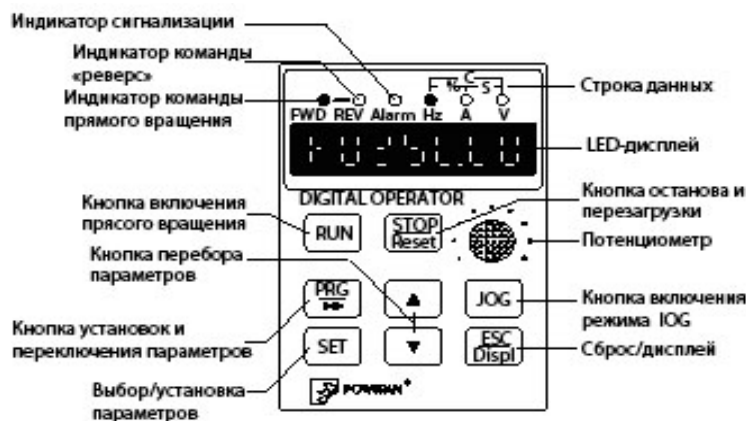 Индикатор сигнализации
Индикатор команды
«реверс»
Индикатор команды
прямого вращения
C
% S
FWD REV Alarm Hz A V
Строка данных
LED-дисплей
DIGITAL OPERATOR
Кнопка включения
прясого вращения
RUN
STOP
Reset
Кнопка останова и
перезагрузки
Потенциометр
Кнопка перебора
параметров
PRG
JOG
Кнопка включения
режима IOG
Кнопка установок и
переключения параметров
SET
ESC
Displ
Сброс/дисплей
Выбор/установка
параметров
POWTRAN